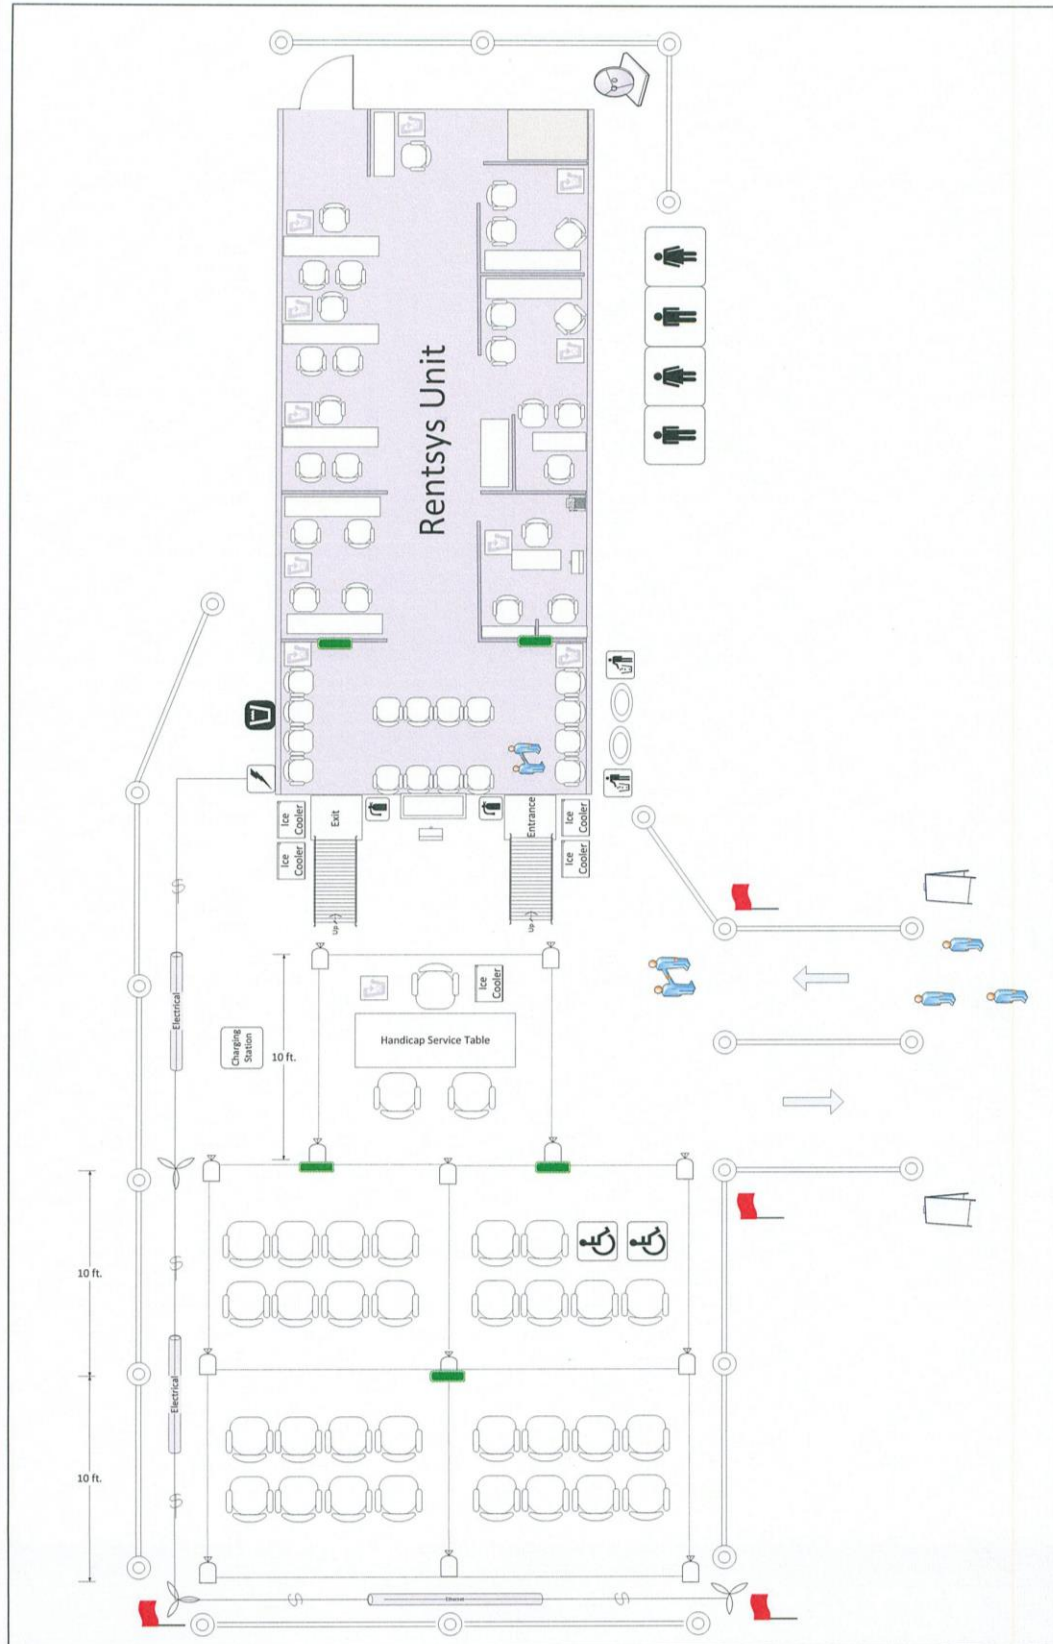 Rentsys Unit
Ice
Cooler
Ice
Cooler
Exit
Entrance
Ice
Cooler
Ice
Cooler
Up
Up
Electrical
Charging
Station
10 ft.
Ice
Cooler
Handicap Service Table
10 ft.
Electrical
10 ft.